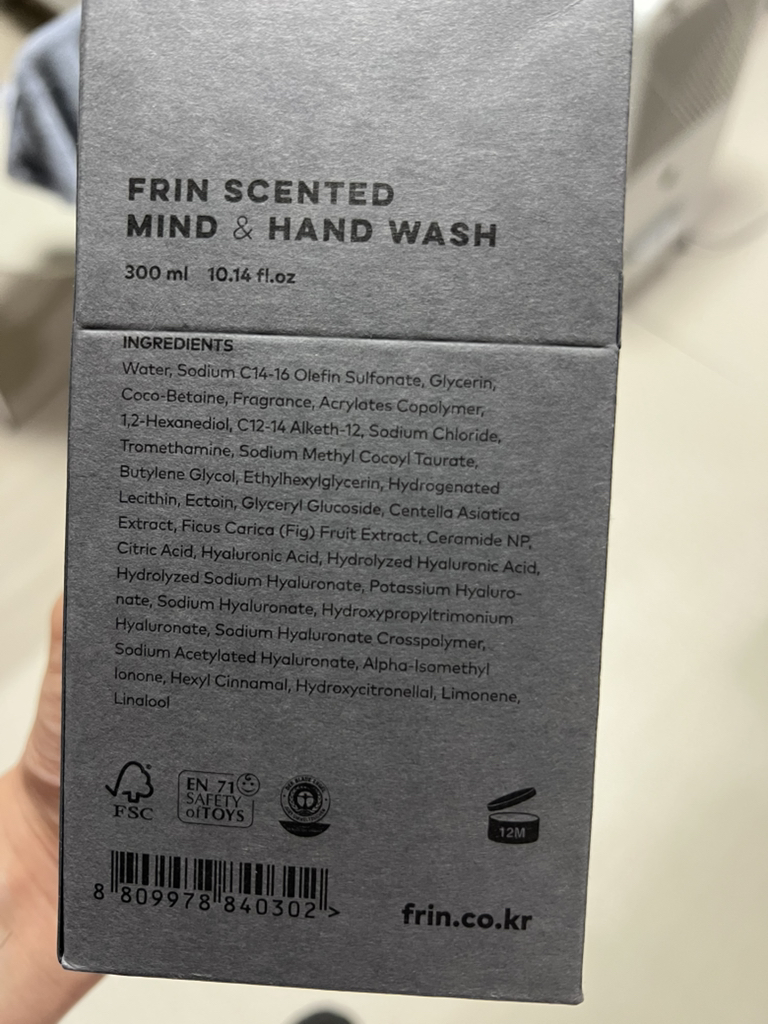 FRIN SCENTED
MIND & HAND WASH
300 ml 10.14 fl.oz
INGREDIENTS
Water, Sodium C14-16 Olefin Sulfonate, Glycerin,
Coco-Betaine, Fragrance, Acrylates Copolymer,
1,2-Hexanediol, C12-14 Alketh-12, Sodium Chloride,
Tromethamine, Sodium Methyl Cocoyl Taurate,
Butylene Glycol, Ethylhexylglycerin, Hydrogenated
Lecithin, Ectoin, Glyceryl Glucoside, Centella Asiatica
Extract, Ficus Carica (Fig) Fruit Extract, Ceramide NP,
Citric Acid, Hyaluronic Acid, Hydrolyzed Hyaluronic Acid,
Hydrolyzed Sodium Hyaluronate, Potassium Hyaluro-
nate, Sodium Hyaluronate, Hydroxypropyltrimonium
Hyaluronate, Sodium Hyaluronate Crosspolymer,
Sodium Acetylated Hyaluronate, Alpha-Isomethyl
Ionone, Hexyl Cinnamal, Hydroxycitronellal, Limonene,
Linalool
FSC
EN 71
SAFETY
of TOYS
12M
8 809978 840302 >
frin.co.kr